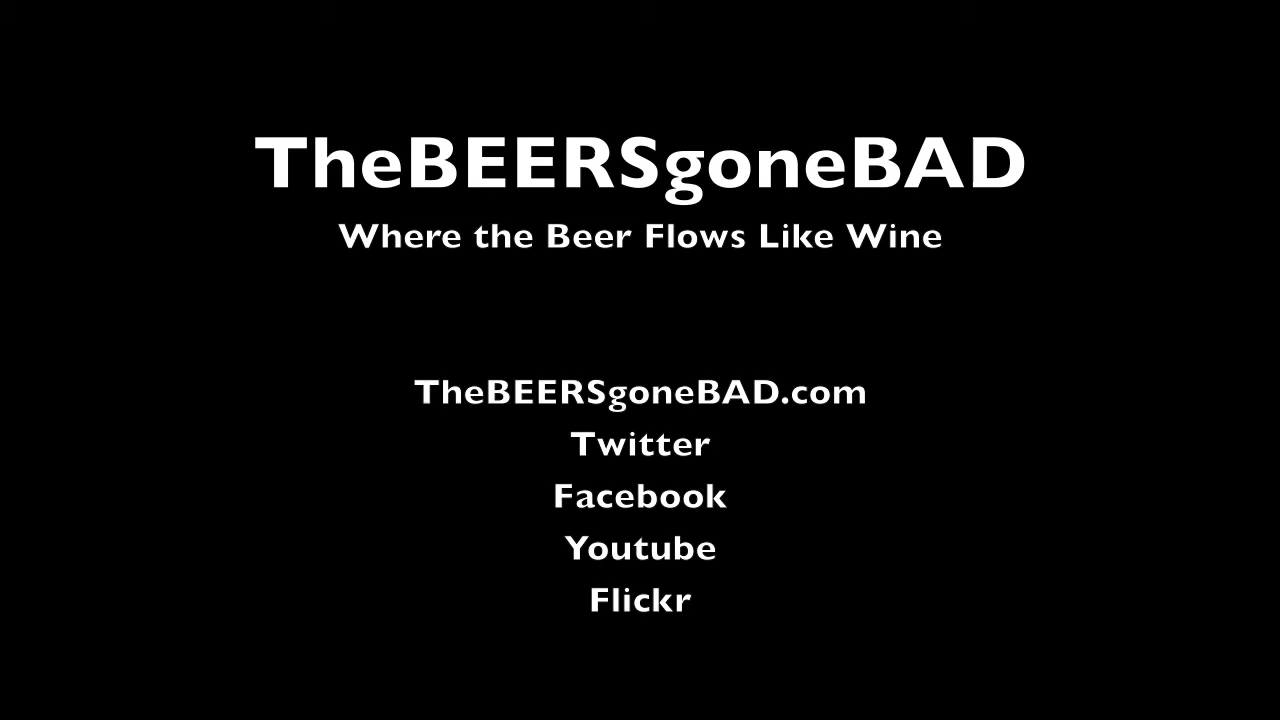 TheBEERSgoneBAD
Where the Beer Flows Like Wine
TheBEERSgoneBAD.com
Twitter
Facebook
Youtube
Flickr